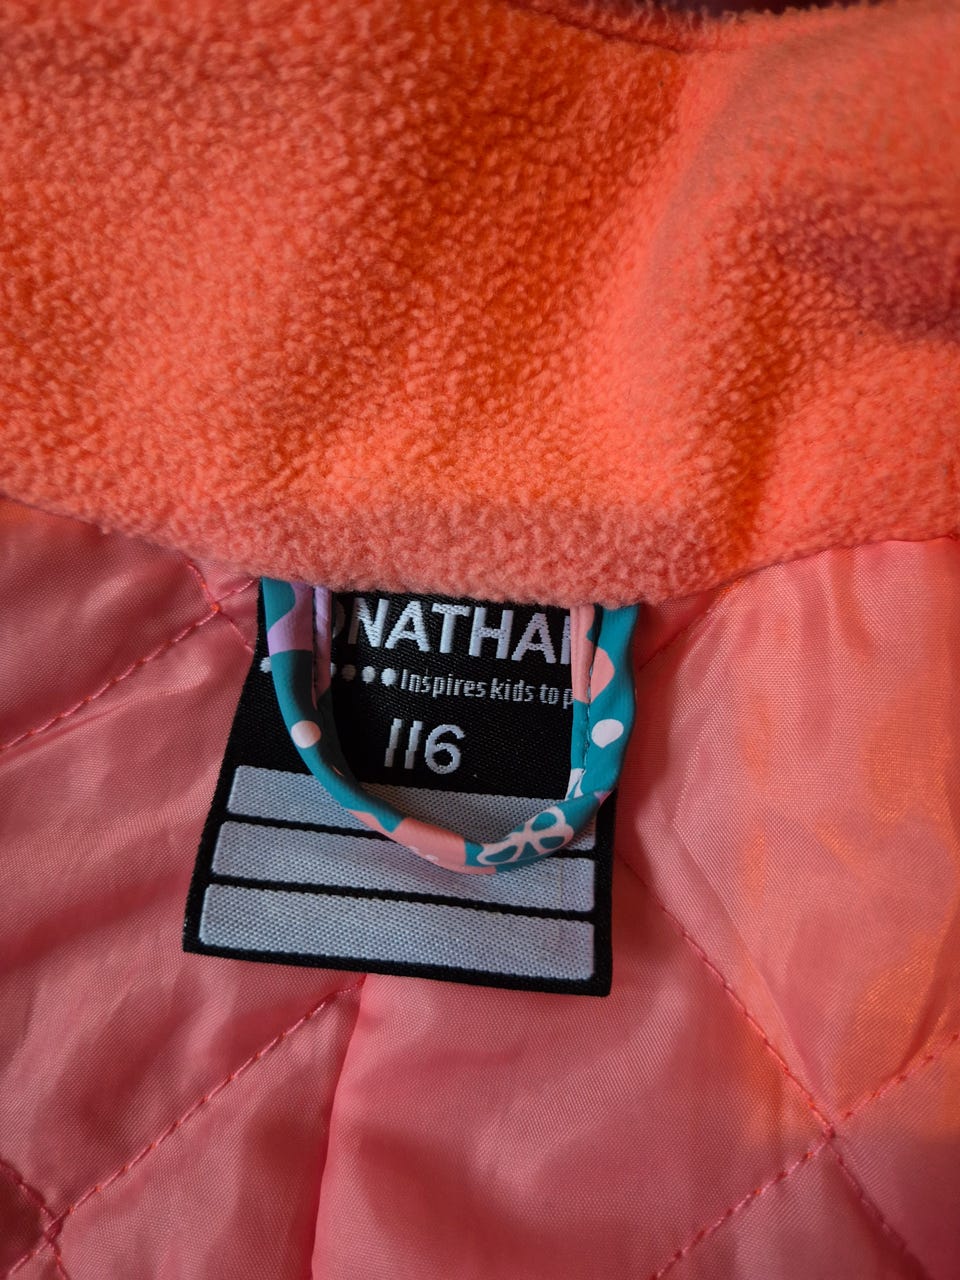 NATHA
Inspires kids to p
116